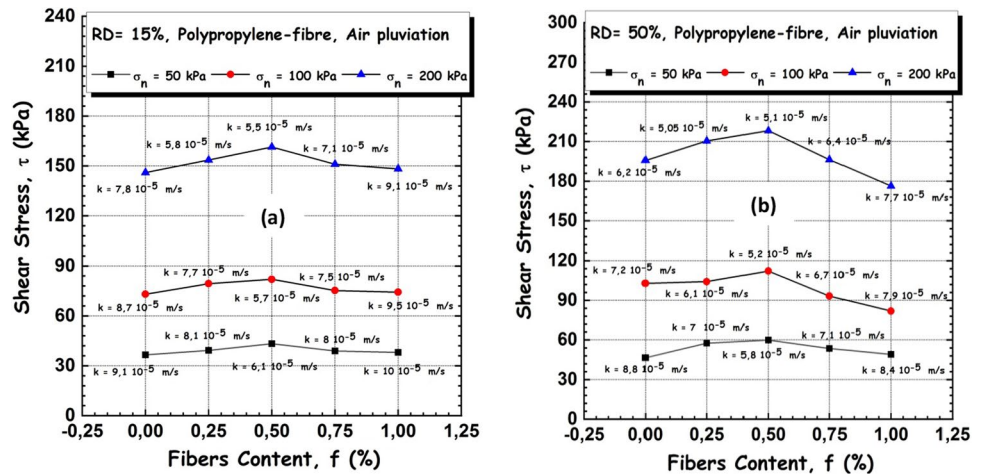 RD= 15%, Polypropylene-fibre, Air pluviation
σn = 50 kPa σn = 100 kPa σn = 200 kPa
240
210
180
150
120
90
60
30
0
Shear Stress, τ (kPa)
k = 5,5 10⁻⁵ m/s
k = 5,8 10⁻⁵ m/s
k = 7,1 10⁻⁵ m/s
k = 7,8 10⁻⁵ m/s
k = 9,1 10⁻⁵ m/s
(a)
k = 7,7 10⁻⁵ m/s
k = 7,5 10⁻⁵ m/s
k = 8,7 10⁻⁵ m/s
k = 5,7 10⁻⁵ m/s
k = 9,5 10⁻⁵ m/s
k = 8,1 10⁻⁵ m/s
k = 8 10⁻⁵ m/s
k = 9,1 10⁻⁵ m/s
k = 6,1 10⁻⁵ m/s
k = 10 10⁻⁵ m/s
-0,25 0,00 0,25 0,50 0,75 1,00 1,25
Fibers Content, f (%)
RD= 50%, Polypropylene-fibre, Air pluviation
σn = 50 kPa σn = 100 kPa σn = 200 kPa
300
270
240
210
180
150
120
90
60
30
0
Shear Stress, τ (kPa)
k = 5,05 10⁻⁵ m/s
k = 5,1 10⁻⁵ m/s
k = 6,4 10⁻⁵ m/s
k = 6,2 10⁻⁵ m/s
k = 7,7 10⁻⁵ m/s
(b)
k = 5,2 10⁻⁵ m/s
k = 7,2 10⁻⁵ m/s
k = 6,7 10⁻⁵ m/s
k = 6,1 10⁻⁵ m/s
k = 7,9 10⁻⁵ m/s
k = 7 10⁻⁵ m/s
k = 7,1 10⁻⁵ m/s
k = 5,8 10⁻⁵ m/s
k = 8,8 10⁻⁵ m/s
k = 8,4 10⁻⁵ m/s
-0,25 0,00 0,25 0,50 0,75 1,00 1,25
Fibers Content, f (%)